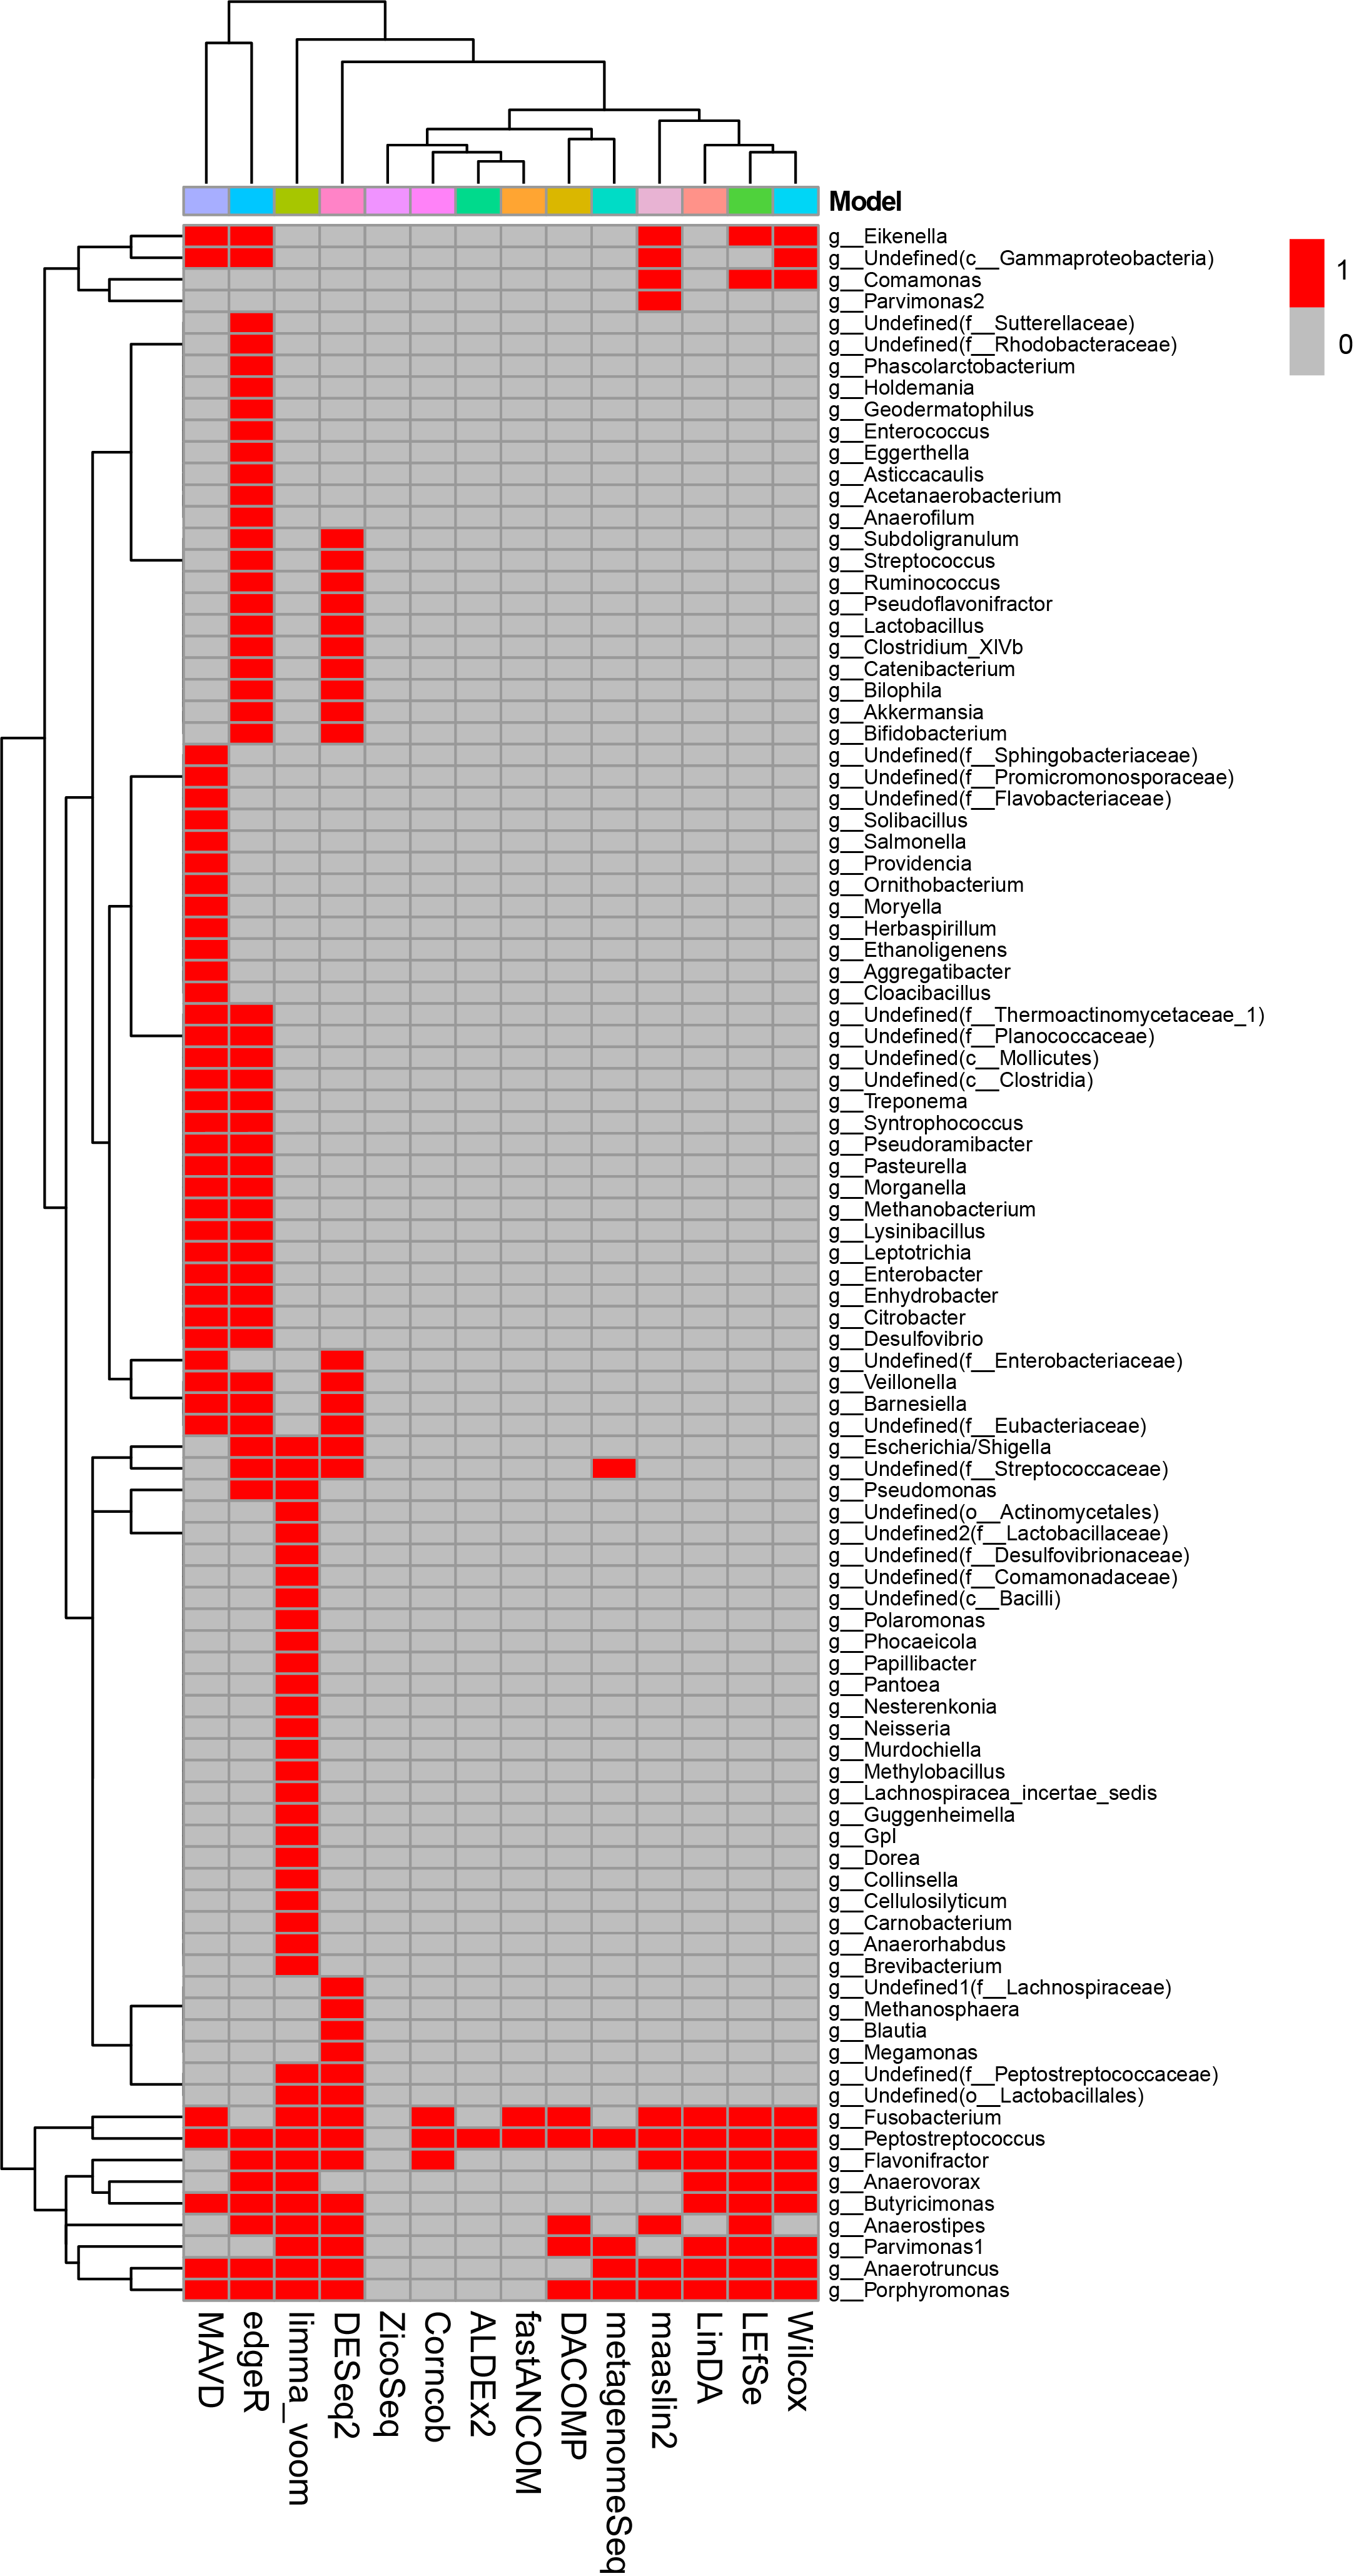 Model
1
0
g__Eikenella
g__Undefined(c__Gammaproteobacteria)
g__Comamonas
g__Parvimonas2
g__Undefined(f__Sutterellaceae)
g__Undefined(f__Rhodobacteraceae)
g__Phascolarctobacterium
g__Holdemania
g__Geodermatophilus
g__Enterococcus
g__Eggerthella
g__Asticcacaulis
g__Acetanaerobacterium
g__Anaerofilum
g__Subdoligranulum
g__Streptococcus
g__Ruminococcus
g__Pseudoflavonifractor
g__Lactobacillus
g__Clostridium_XlVb
g__Catenibacterium
g__Bilophila
g__Akkermansia
g__Bifidobacterium
g__Undefined(f__Sphingobacteriaceae)
g__Undefined(f__Promicromonosporaceae)
g__Undefined(f__Flavobacteriaceae)
g__Solibacillus
g__Salmonella
g__Providencia
g__Ornithobacterium
g__Moryella
g__Herbaspirillum
g__Ethanoligenens
g__Aggregatibacter
g__Cloacibacillus
g__Undefined(f__Thermoactinomycetaceae_1)
g__Undefined(f__Planococcaceae)
g__Undefined(c__Mollicutes)
g__Undefined(c__Clostridia)
g__Treponema
g__Syntrophococcus
g__Pseudoramibacter
g__Pasteurella
g__Morganella
g__Methanobacterium
g__Lysinibacillus
g__Leptotrichia
g__Enterobacter
g__Enhydrobacter
g__Citrobacter
g__Desulfovibrio
g__Undefined(f__Enterobacteriaceae)
g__Veillonella
g__Barnesiella
g__Undefined(f__Eubacteriaceae)
g__Escherichia/Shigella
g__Undefined(f__Streptococcaceae)
g__Pseudomonas
g__Undefined(o__Actinomycetales)
g__Undefined2(f__Lactobacillaceae)
g__Undefined(f__Desulfovibrionaceae)
g__Undefined(f__Comamonadaceae)
g__Undefined(c__Bacilli)
g__Polaromonas
g__Phocaeicola
g__Papillibacter
g__Pantoea
g__Nesterenkonia
g__Neisseria
g__Murdochiella
g__Methylobacillus
g__Lachnospiracea_incertae_sedis
g__Guggenheimella
g__GpI
g__Dorea
g__Collinsella
g__Cellulosilyticum
g__Carnobacterium
g__Anaerorhabdus
g__Brevibacterium
g__Undefined1(f__Lachnospiraceae)
g__Methanosphaera
g__Blautia
g__Megamonas
g__Undefined(f__Peptostreptococcaceae)
g__Undefined(o__Lactobacillales)
g__Fusobacterium
g__Peptostreptococcus
g__Flavonifractor
g__Anaerovorax
g__Butyricimonas
g__Anaerostipes
g__Parvimonas1
g__Anaerotruncus
g__Porphyromonas
MAVD
edgeR
limma_voom
DESeq2
ZicoSeq
Corncob
ALDEx2
fastANCOM
DACOMP
metagenomeSeq
maaslin2
LinDA
LEfSe
Wilcox